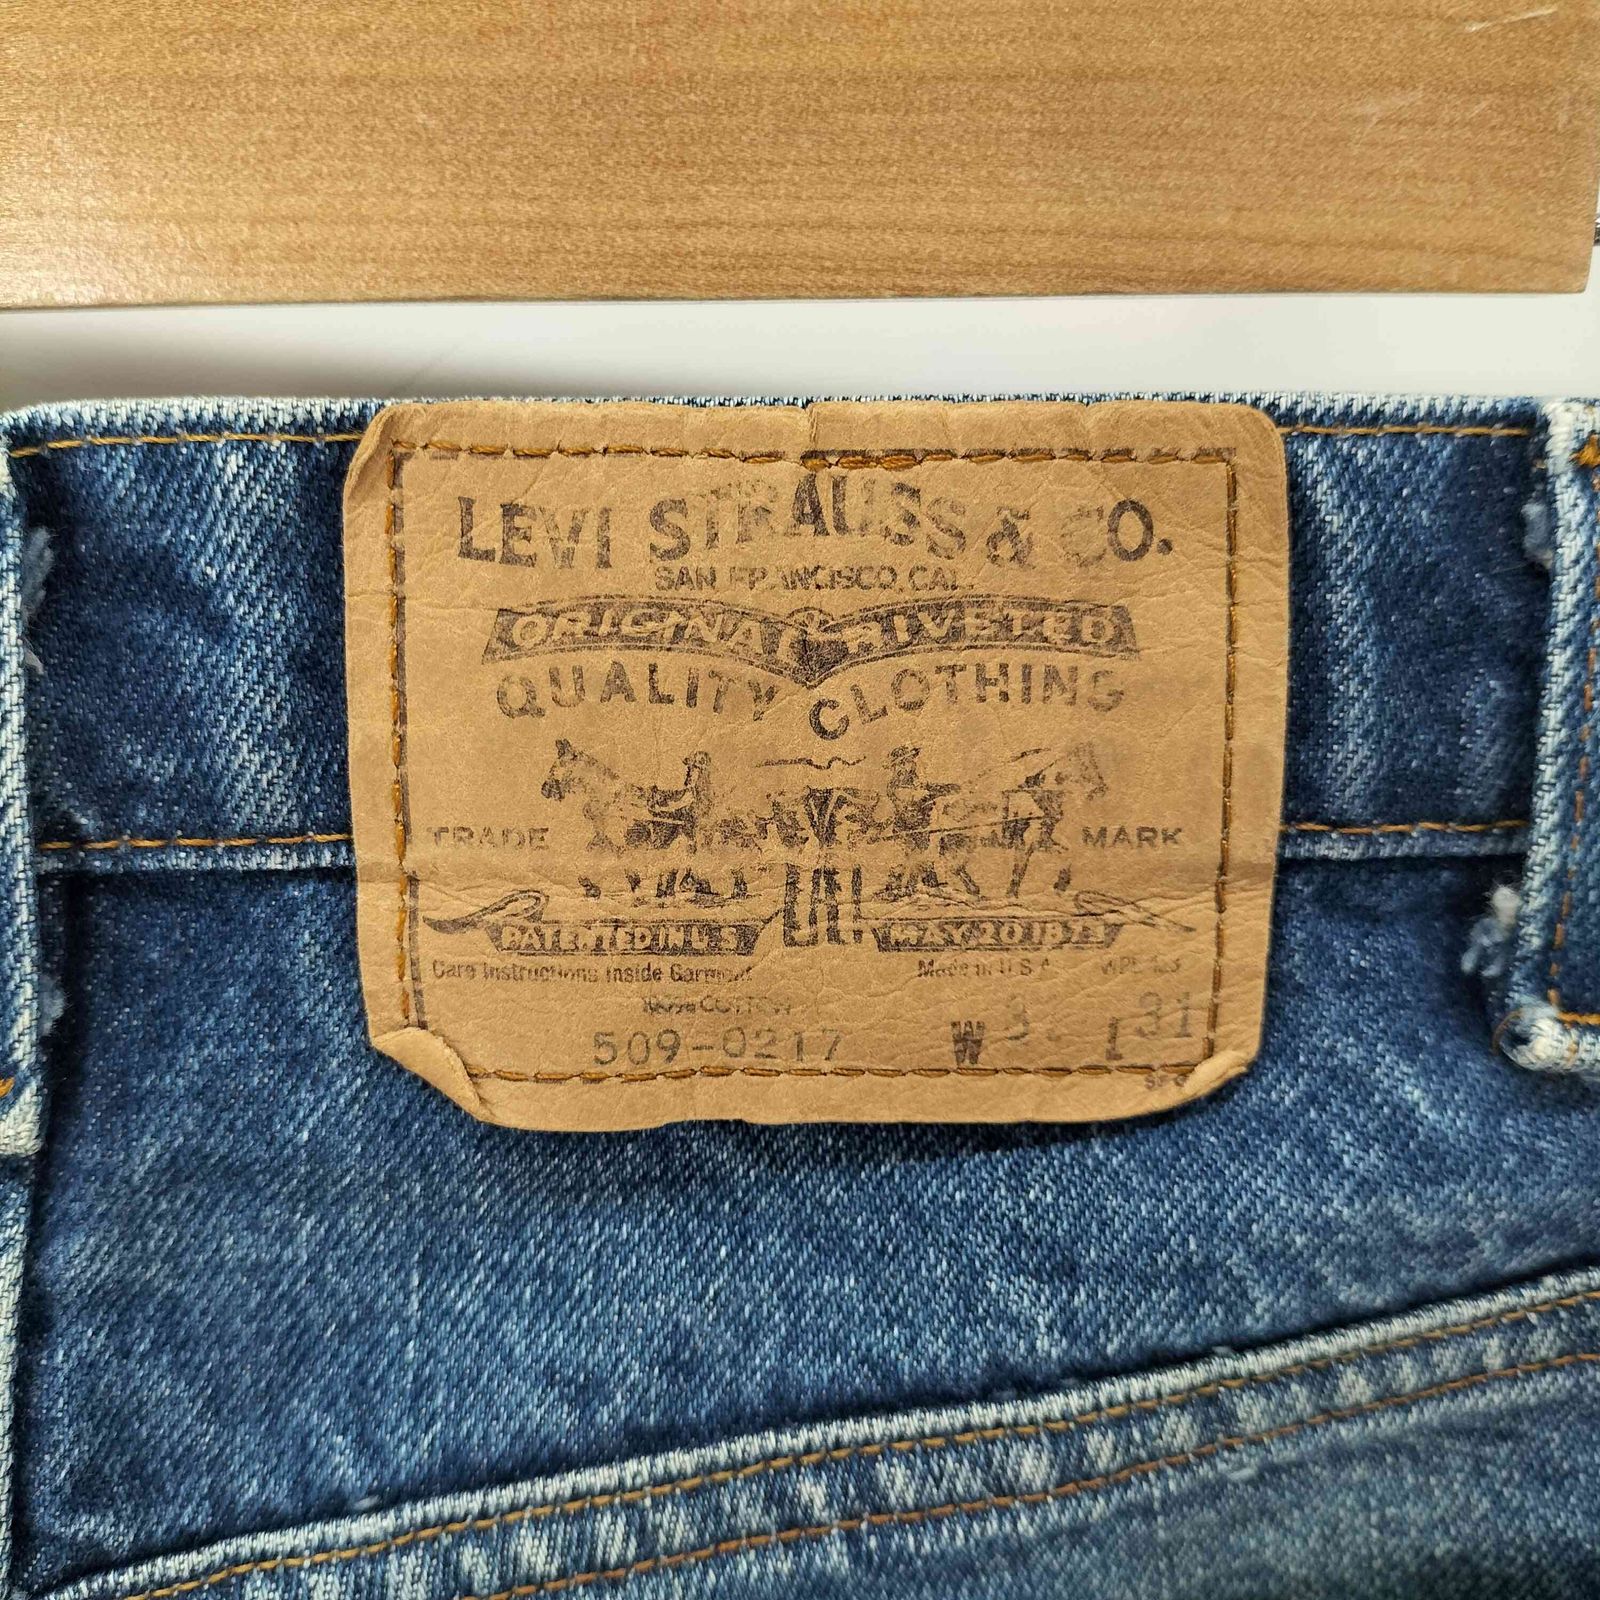 LEVI STRAUSS & CO.
SAN FRANCISCO, CAL.
ORIGINAL RIVETED
QUALITY CLOTHING
TRADE MARK
PATENTED IN U.S. MAY 20 1873
Care Instructions Inside Garment Made in U.S.A.
COTTON
509-0217 W 3 L 31